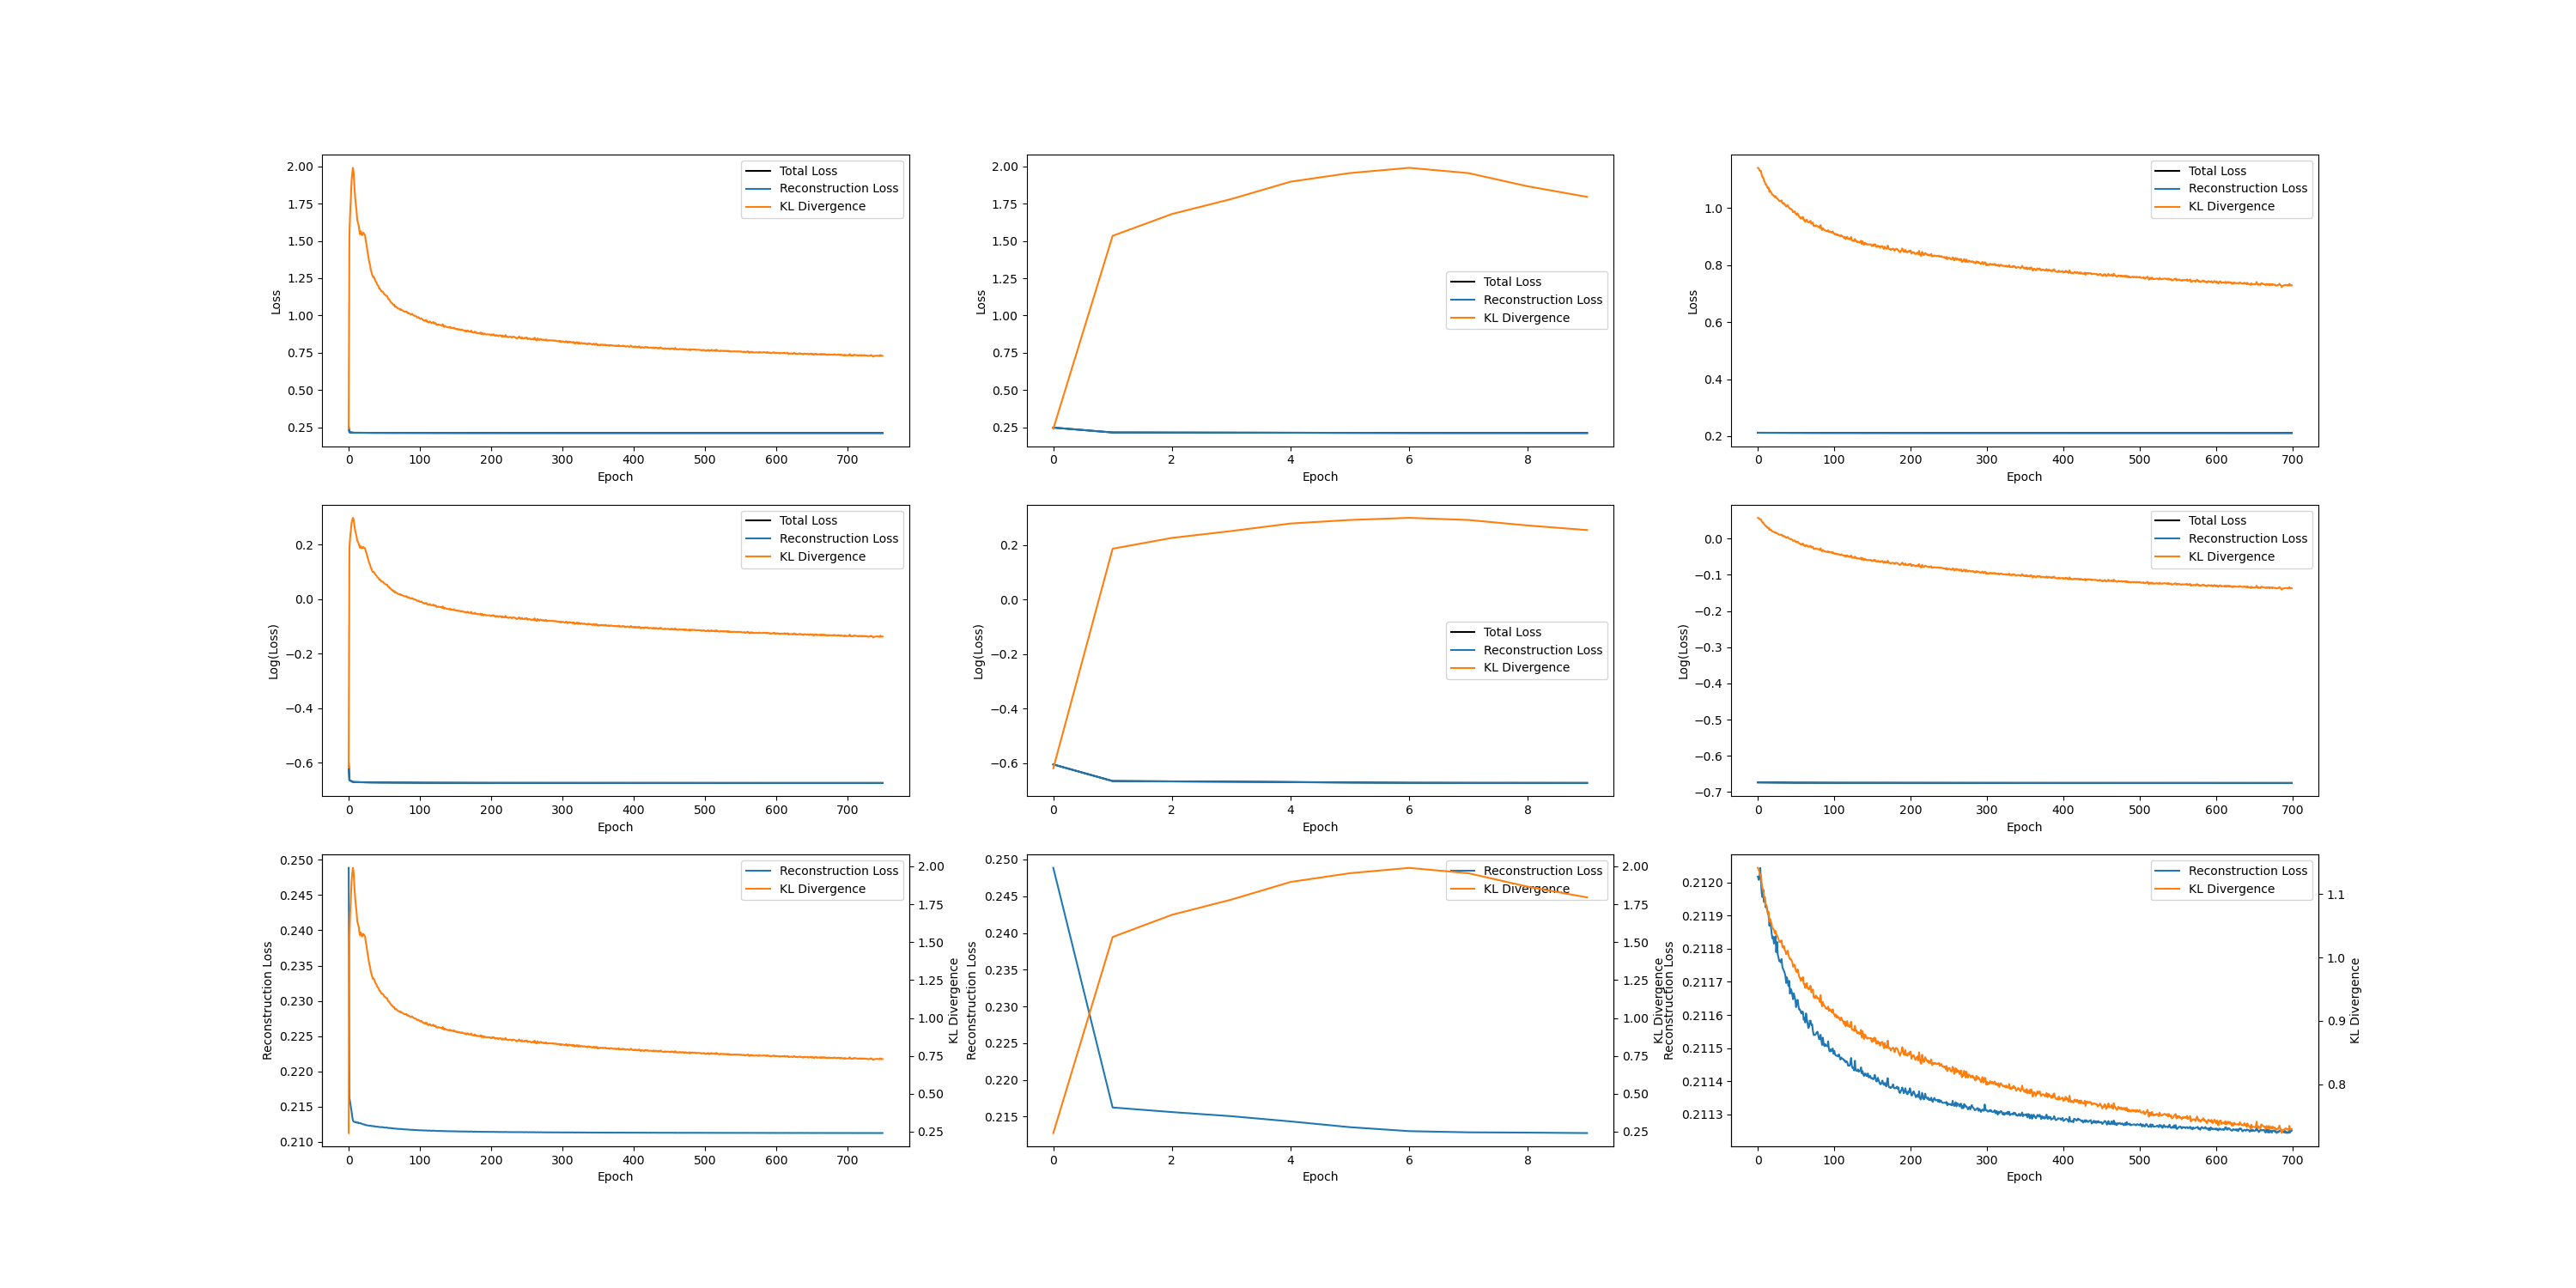 Total Loss
Reconstruction Loss
KL Divergence
2.00
1.75
1.50
1.25
1.00
0.75
0.50
0.25
Loss
0 100 200 300 400 500 600 700
Epoch
Total Loss
Reconstruction Loss
KL Divergence
2.00
1.75
1.50
1.25
1.00
0.75
0.50
0.25
Loss
0 2 4 6 8
Epoch
Total Loss
Reconstruction Loss
KL Divergence
1.0
0.8
0.6
0.4
0.2
Loss
0 100 200 300 400 500 600 700
Epoch
Total Loss
Reconstruction Loss
KL Divergence
0.2
0.0
−0.2
−0.4
−0.6
Log(Loss)
0 100 200 300 400 500 600 700
Epoch
Total Loss
Reconstruction Loss
KL Divergence
0.2
0.0
−0.2
−0.4
−0.6
Log(Loss)
0 2 4 6 8
Epoch
Total Loss
Reconstruction Loss
KL Divergence
0.0
−0.1
−0.2
−0.3
−0.4
−0.5
−0.6
−0.7
Log(Loss)
0 100 200 300 400 500 600 700
Epoch
Reconstruction Loss
KL Divergence
0.250
0.245
0.240
0.235
0.230
0.225
0.220
0.215
0.210
Reconstruction Loss
2.00
1.75
1.50
1.25
1.00
0.75
0.50
0.25
KL Divergence
0 100 200 300 400 500 600 700
Epoch
Reconstruction Loss
KL Divergence
0.250
0.245
0.240
0.235
0.230
0.225
0.220
0.215
Reconstruction Loss
2.00
1.75
1.50
1.25
1.00
0.75
0.50
0.25
KL Divergence
0 2 4 6 8
Epoch
Reconstruction Loss
KL Divergence
0.2120
0.2119
0.2118
0.2117
0.2116
0.2115
0.2114
0.2113
Reconstruction Loss
1.1
1.0
0.9
0.8
KL Divergence
0 100 200 300 400 500 600 700
Epoch